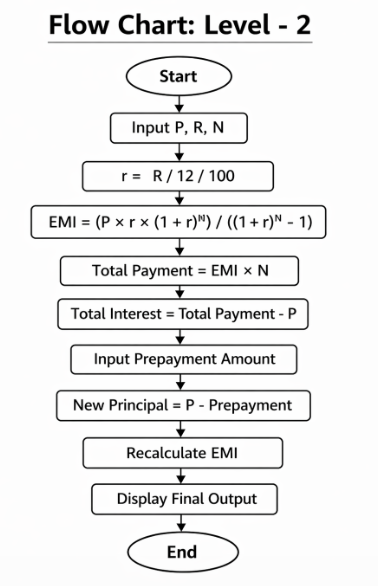 Flow Chart: Level - 2
Start
Input P, R, N
r = R / 12 / 100
EMI = (P × r × (1 + r)ᴺ) / ((1 + r)ᴺ - 1)
Total Payment = EMI × N
Total Interest = Total Payment - P
Input Prepayment Amount
New Principal = P - Prepayment
Recalculate EMI
Display Final Output
End